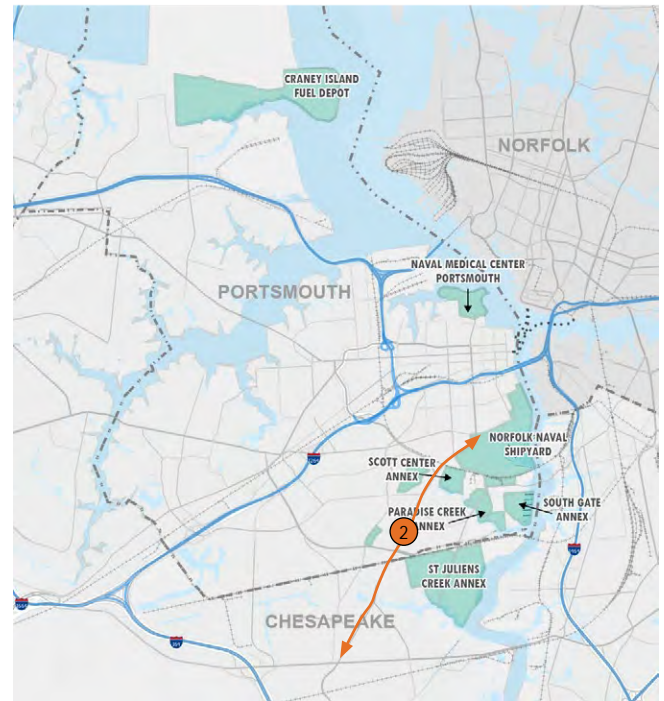 CRANEY ISLAND
FUEL DEPOT
NORFOLK
NAVAL MEDICAL CENTER
PORTSMOUTH
PORTSMOUTH
NORFOLK NAVAL
SHIPYARD
SCOTT CENTER
ANNEX
SOUTH GATE
ANNEX
PARADISE CREEK
ANNEX
2
ST JULIENS
CREEK ANNEX
CHESAPEAKE